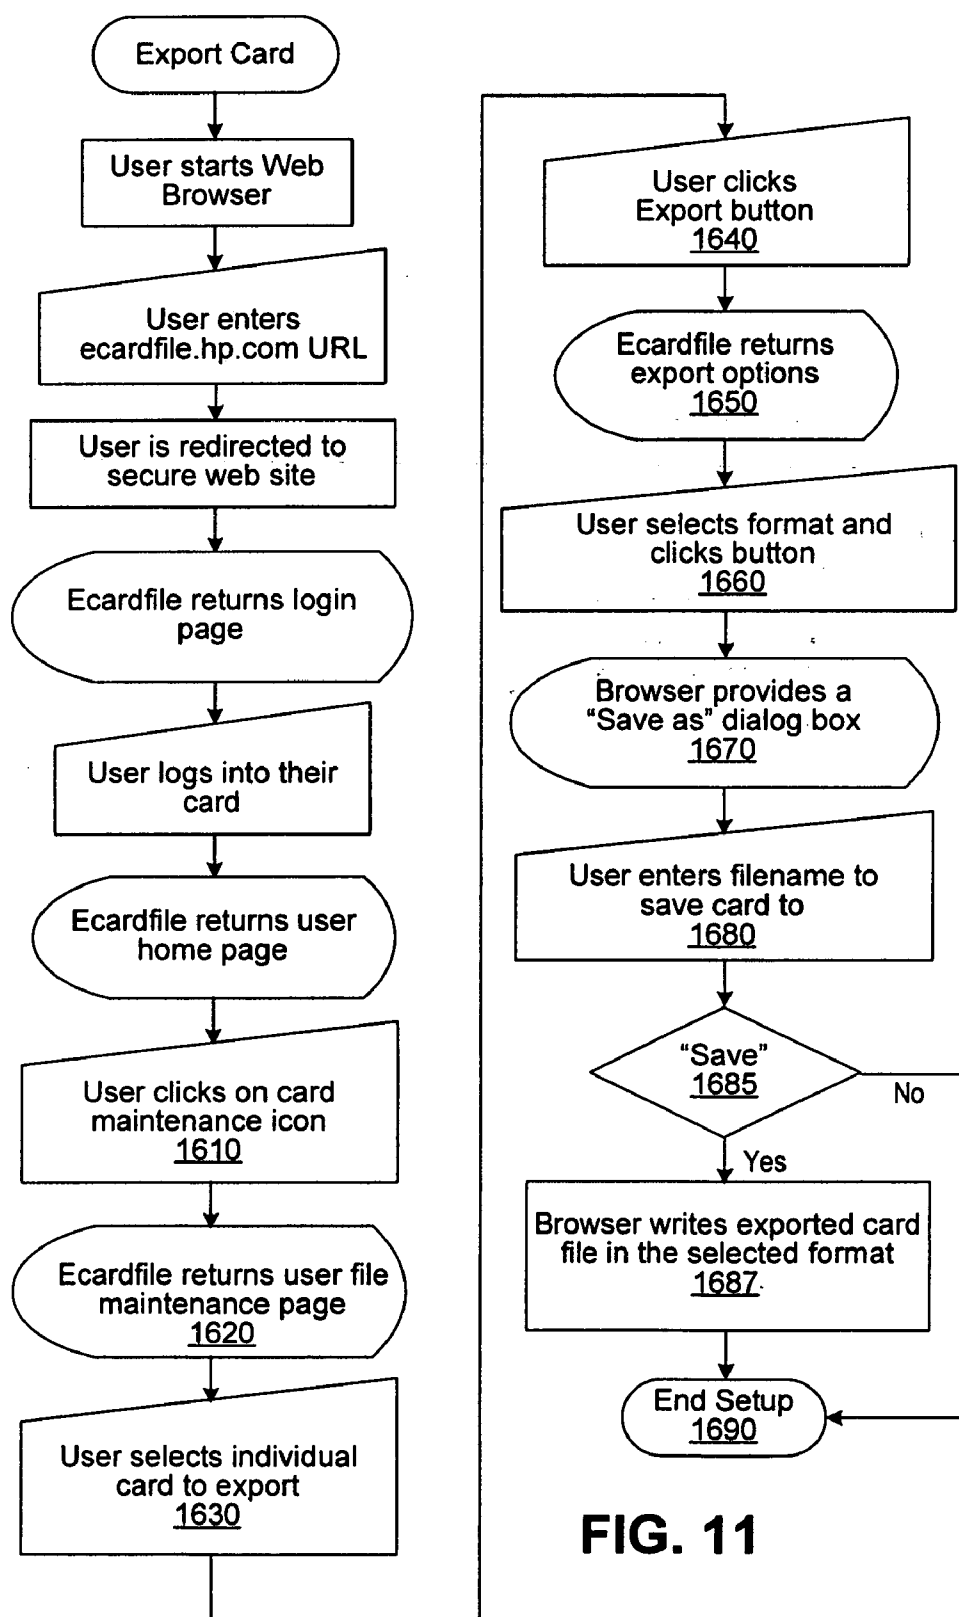 Export Card
User starts Web
Browser
User enters
ecardfile.hp.com URL
User is redirected to
secure web site
Ecardfile returns login
page
User logs into their
card
Ecardfile returns user
home page
User clicks on card
maintenance icon
1610
Ecardfile returns user file
maintenance page
1620
User selects individual
card to export
1630
User clicks
Export button
1640
Ecardfile returns
export options
1650
User selects format and
clicks button
1660
Browser provides a
“Save as” dialog box
1670
User enters filename to
save card to
1680
“Save”
1685
No
Yes
Browser writes exported card
file in the selected format
1687
End Setup
1690
FIG. 11